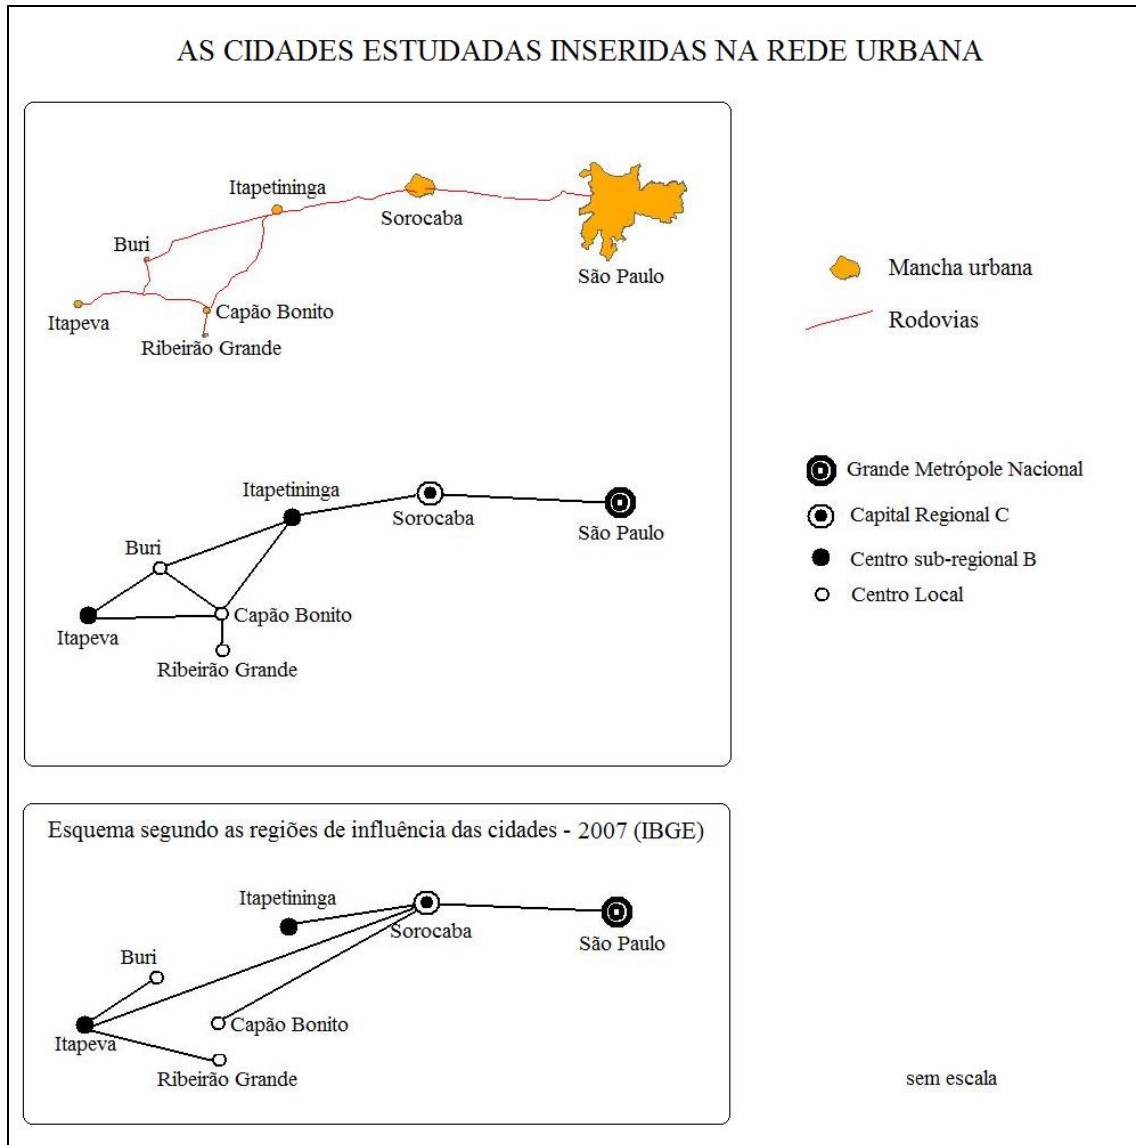 AS CIDADES ESTUDADAS INSERIDAS NA REDE URBANA
Itapetininga
Sorocaba
São Paulo
Buri
Itapeva
Capão Bonito
Ribeirão Grande
Mancha urbana
Rodovias
Itapetininga
Sorocaba
São Paulo
Buri
Itapeva
Capão Bonito
Ribeirão Grande
Grande Metrópole Nacional
Capital Regional C
Centro sub-regional B
Centro Local
Esquema segundo as regiões de influência das cidades - 2007 (IBGE)
Itapetininga
Sorocaba
São Paulo
Buri
Itapeva
Capão Bonito
Ribeirão Grande
sem escala